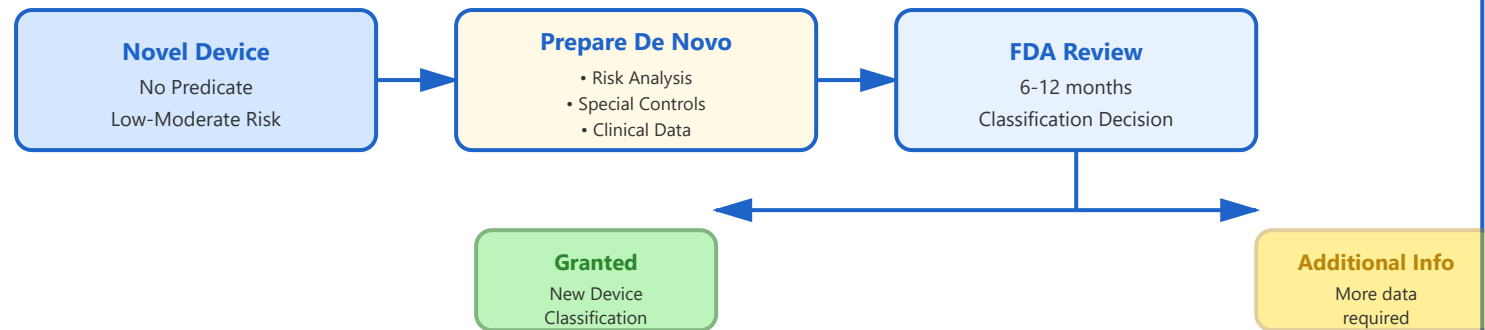 Novel Device
No Predicate
Low-Moderate Risk
Prepare De Novo
• Risk Analysis
• Special Controls
• Clinical Data
FDA Review
6-12 months
Classification Decision
Granted
New Device
Classification
Additional Info
More data
required